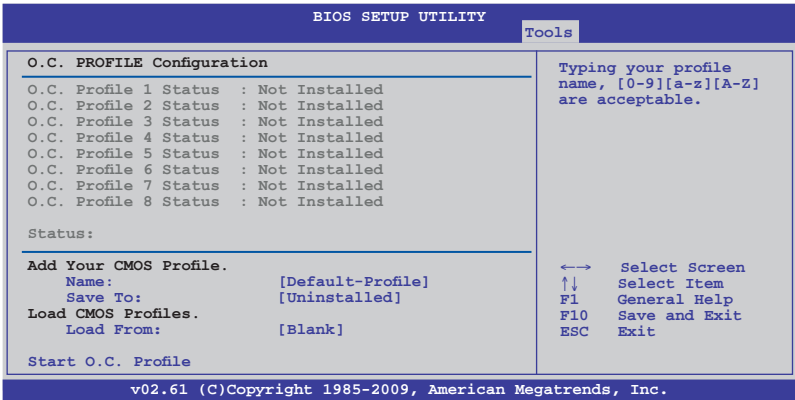 BIOS SETUP UTILITY
Tools
O.C. PROFILE Configuration
O.C. Profile 1 Status : Not Installed
O.C. Profile 2 Status : Not Installed
O.C. Profile 3 Status : Not Installed
O.C. Profile 4 Status : Not Installed
O.C. Profile 5 Status : Not Installed
O.C. Profile 6 Status : Not Installed
O.C. Profile 7 Status : Not Installed
O.C. Profile 8 Status : Not Installed
Status:
Add Your CMOS Profile.
Name: [Default-Profile]
Save To: [Uninstalled]
Load CMOS Profiles.
Load From: [Blank]
Start O.C. Profile
Typing your profile
name, [0-9][a-z][A-Z]
are acceptable.
←→ Select Screen
↑↓ Select Item
F1 General Help
F10 Save and Exit
ESC Exit
v02.61 (C)Copyright 1985-2009, American Megatrends, Inc.